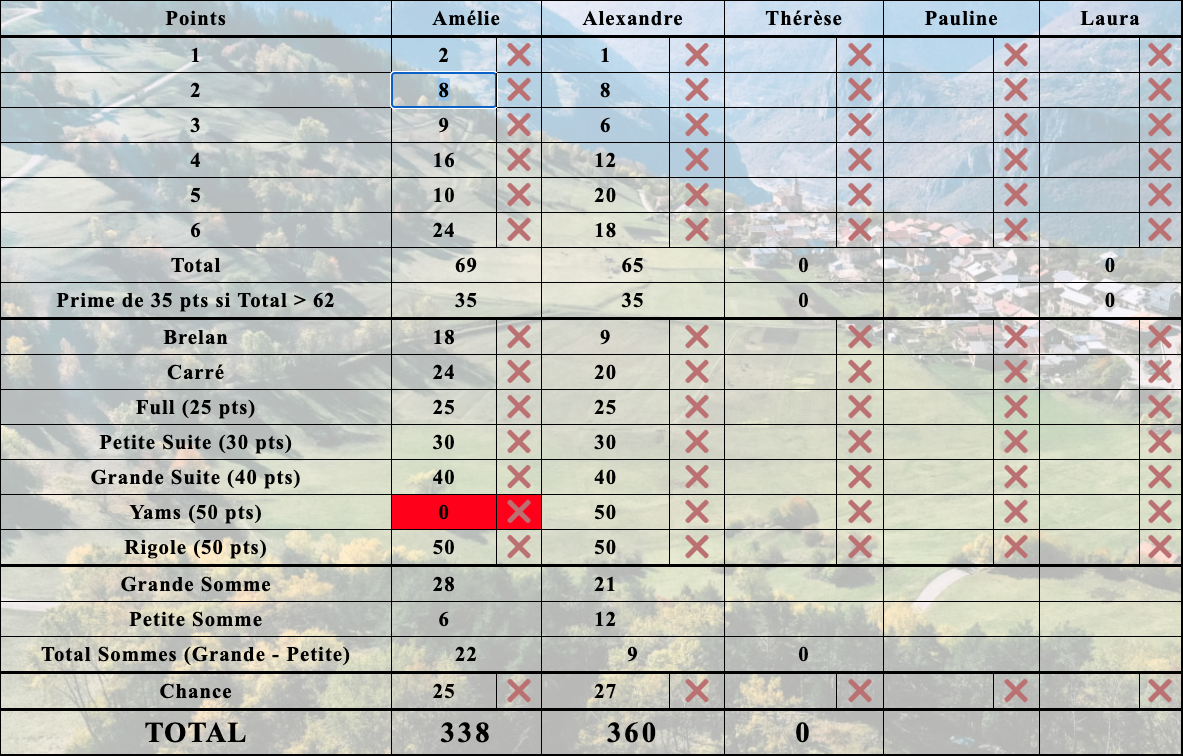 Points Amélie Alexandre Thérèse Pauline Laura
1 2 1
2 8 8
3 9 6
4 16 12
5 10 20
6 24 18
Total 69 65 0 0
Prime de 35 pts si Total > 62 35 35 0 0
Brelan 18 9
Carré 24 20
Full (25 pts) 25 25
Petite Suite (30 pts) 30 30
Grande Suite (40 pts) 40 40
Yams (50 pts) 0 50
Rigole (50 pts) 50 50
Grande Somme 28 21
Petite Somme 6 12
Total Sommes (Grande - Petite) 22 9 0
Chance 25 27
TOTAL 338 360 0